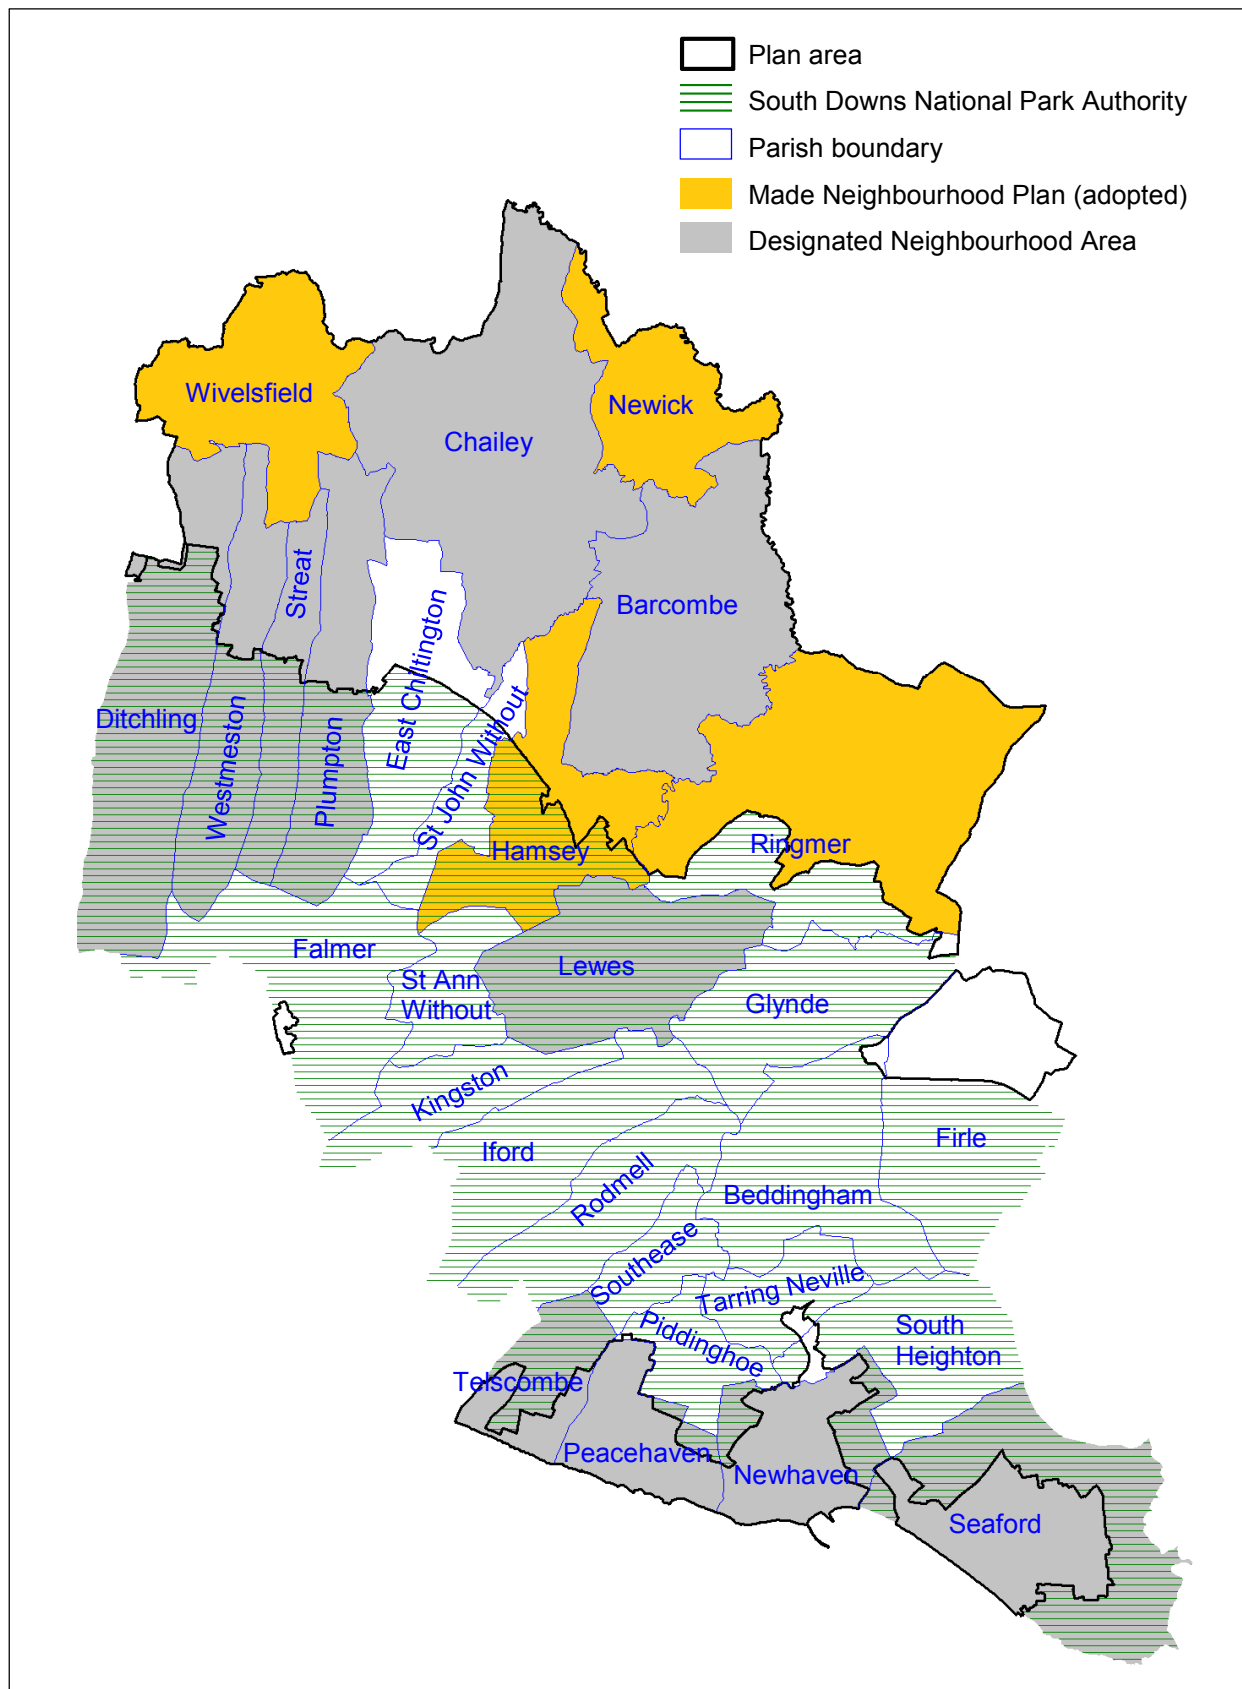 Plan area
South Downs National Park Authority
Parish boundary
Made Neighbourhood Plan (adopted)
Designated Neighbourhood Area
Wivelsfield
Newick
Chailey
Streat
Barcombe
East Chiltington
Ditchling
Westmeston
Plumpton
St John Without
Hamsey
Ringmer
Falmer
Lewes
St Ann
Without
Glynde
Kingston
Iford
Firle
Rodmell
Beddingham
Southease
Tarring Neville
Piddinghoe
South
Heighton
Telscombe
Peacehaven
Newhaven
Seaford